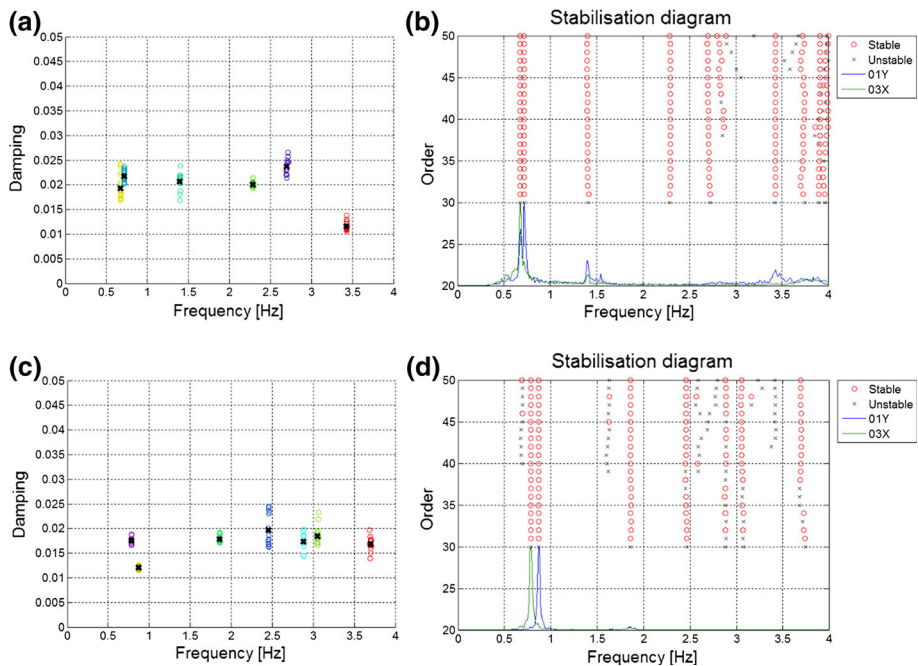 (a)
0.05
0.045
0.04
0.035
0.03
0.025
0.02
0.015
0.01
0.005
0
Damping
0 0.5 1 1.5 2 2.5 3 3.5 4
Frequency [Hz]
(b)
Stabilisation diagram
50
45
40
35
30
25
20
Order
0 0.5 1 1.5 2 2.5 3 3.5 4
Frequency [Hz]
Stable
Unstable
01Y
03X
(c)
0.05
0.045
0.04
0.035
0.03
0.025
0.02
0.015
0.01
0.005
0
Damping
0 0.5 1 1.5 2 2.5 3 3.5 4
Frequency [Hz]
(d)
Stabilisation diagram
50
45
40
35
30
25
20
Order
0 0.5 1 1.5 2 2.5 3 3.5 4
Frequency [Hz]
Stable
Unstable
01Y
03X